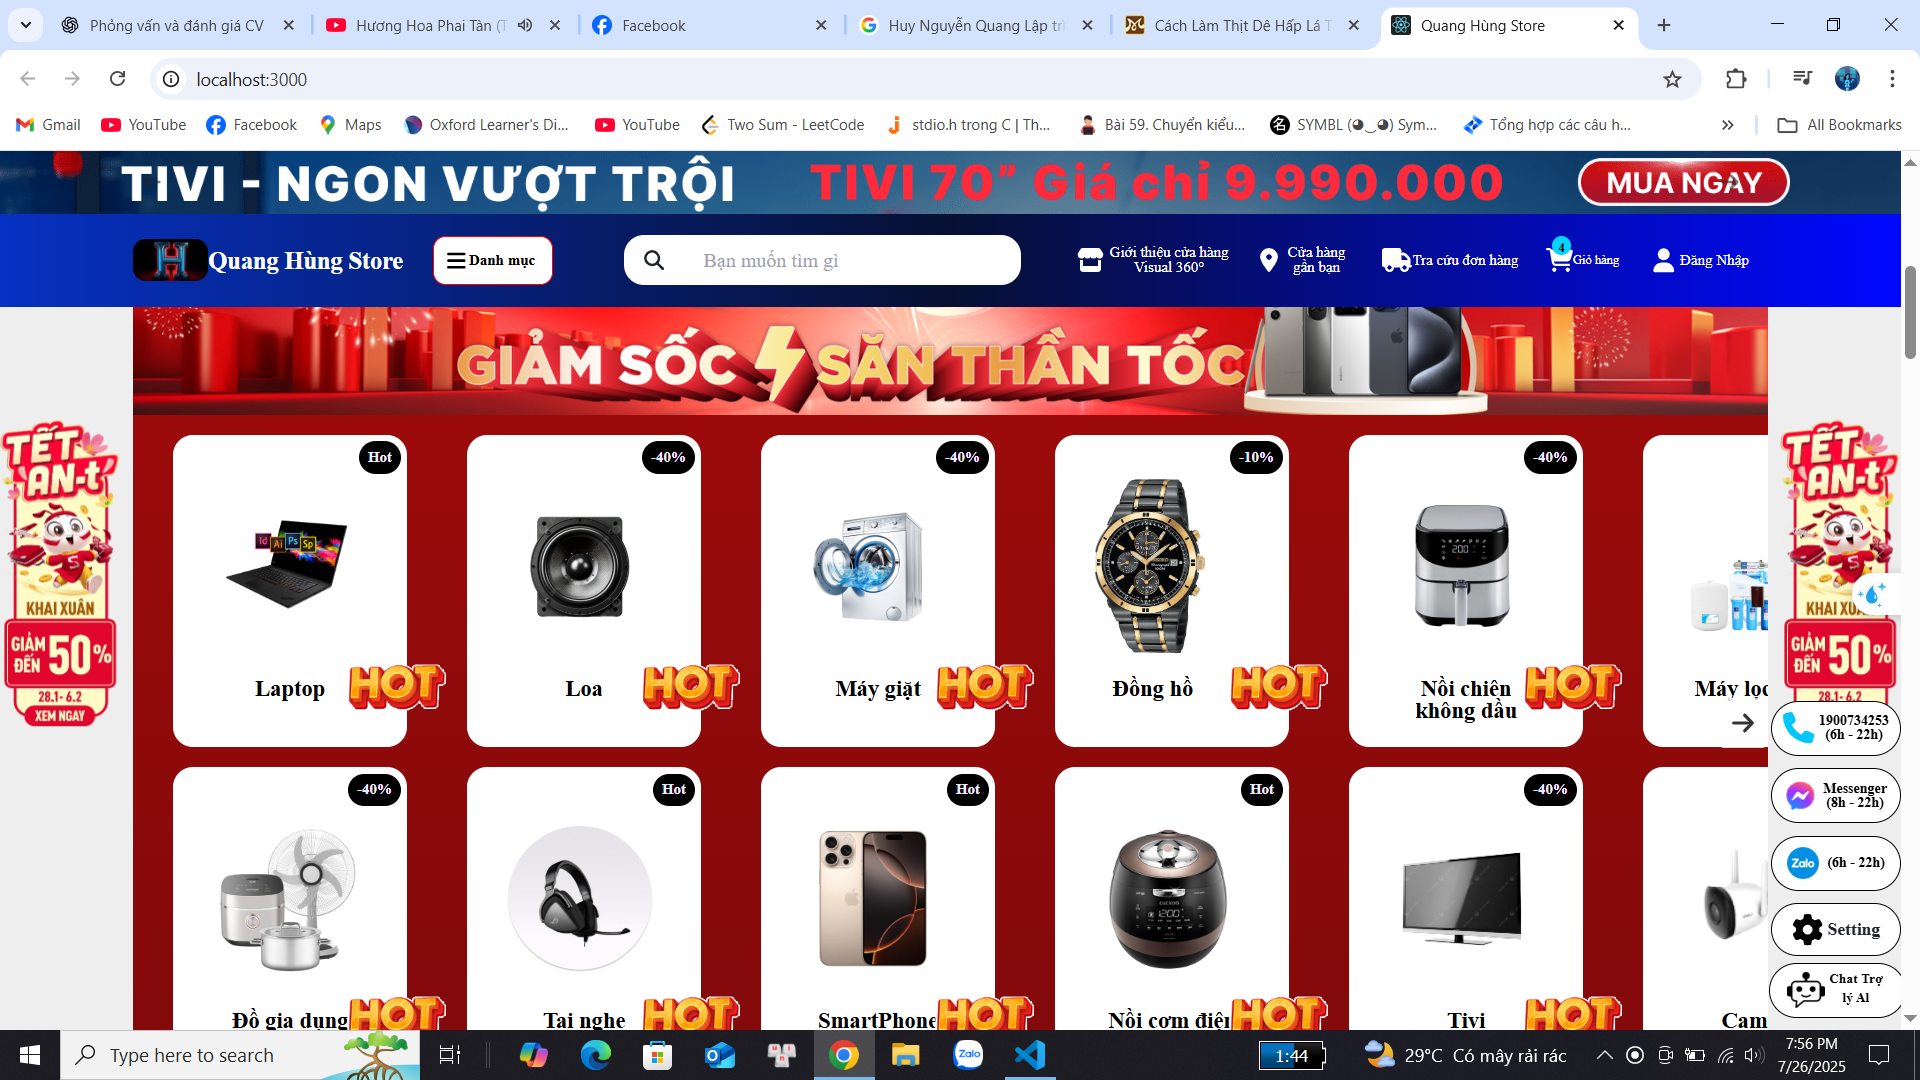 Phỏng vấn và đánh giá CV
Hương Hoa Phai Tàn (T
Facebook
Huy Nguyễn Quang Lập trì
Cách Làm Thịt Dê Hấp Lá T
Quang Hùng Store
localhost:3000
Gmail
YouTube
Facebook
Maps
Oxford Learner's Di...
YouTube
Two Sum - LeetCode
stdio.h trong C | Th...
Bài 59. Chuyển kiểu...
SYMBL (◕‿◕) Sym...
Tổng hợp các câu h...
All Bookmarks
TIVI - NGON VƯỢT TRỘI
TIVI 70" Giá chỉ 9.990.000
MUA NGAY
Quang Hùng Store
Danh mục
Bạn muốn tìm gì
Giới thiệu cửa hàng
Visual 360°
Cửa hàng
gần bạn
Tra cứu đơn hàng
4
Giỏ hàng
Đăng Nhập
GIẢM SỐC SĂN THẦN TỐC
TẾT
AN-t
KHAI XUÂN
GIẢM
ĐẾN 50%
28.1- 6.2
XEM NGAY
Hot
Laptop
HOT
-40%
Loa
HOT
-40%
Máy giặt
HOT
-10%
Đồng hồ
HOT
-40%
Nồi chiên
không dầu
HOT
Máy lọc
TẾT
AN-t
KHAI XUÂ
GIẢM
ĐẾN 50%
28.1- 6.2
1900734253
(6h - 22h)
Messenger
(8h - 22h)
Zalo
(6h - 22h)
Setting
Chat Trợ
lý AI
-40%
Đồ gia dụng
HOT
Hot
Tai nghe
HOT
Hot
SmartPhone
HOT
Hot
Nồi cơm điện
HOT
-40%
Tivi
HOT
Cam
Type here to search
Zalo
1:44
29°C Có mây rải rác
7:56 PM
7/26/2025